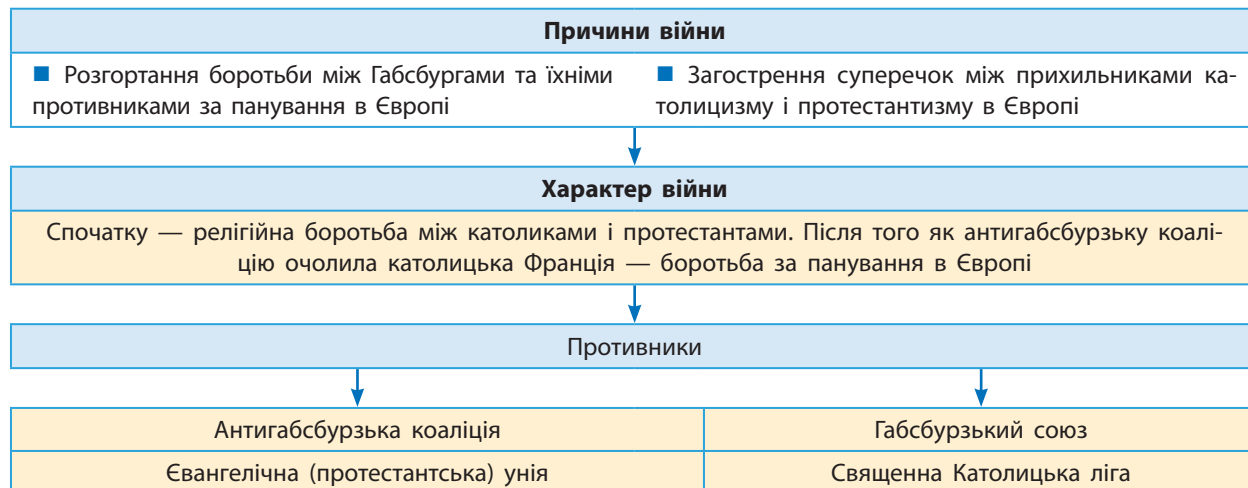 Причини війни
■ Розгортання боротьби між Габсбургами та їхніми
противниками за панування в Європі
■ Загострення суперечок між прихильниками ка-
толицизму і протестантизму в Європі
Характер війни
Спочатку — релігійна боротьба між католиками і протестантами. Після того як антигабсбурзьку коалі-
цію очолила католицька Франція — боротьба за панування в Європі
Противники
Антигабсбурзька коаліція
Габсбурзький союз
Євангелічна (протестантська) унія
Священна Католицька ліга